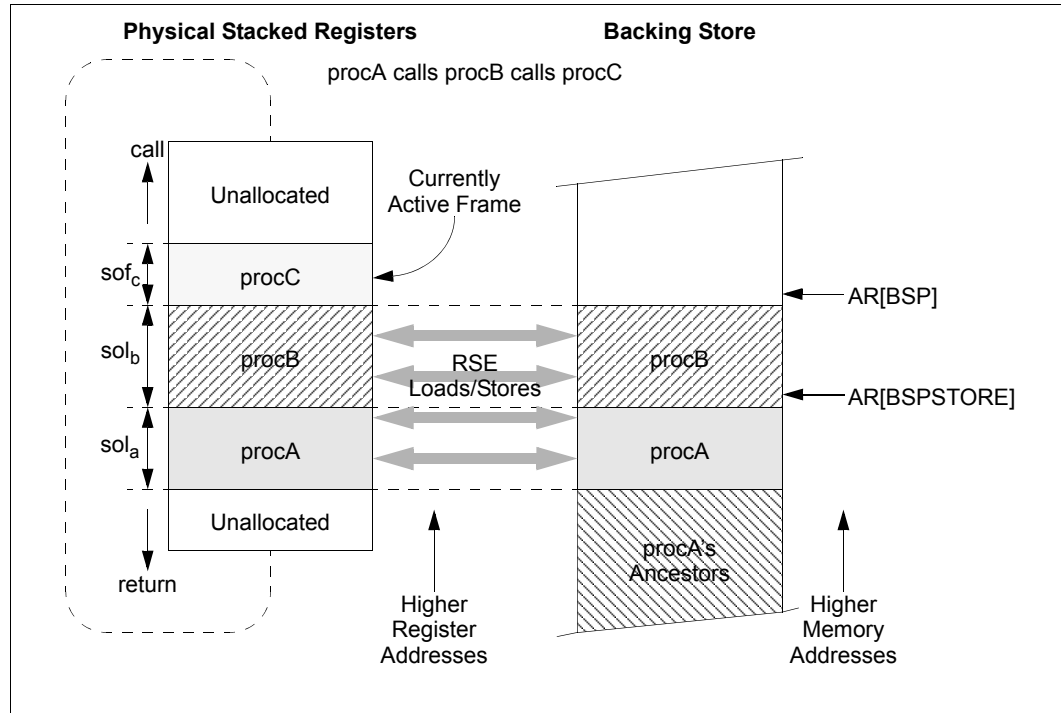 Physical Stacked Registers
Backing Store
procA calls procB calls procC
call
Unallocated
Currently
Active Frame
sofc
procC
AR[BSP]
solb
procB
RSE
Loads/Stores
procB
AR[BSPSTORE]
sola
procA
procA
Unallocated
procA's
Ancestors
return
Higher
Register
Addresses
Higher
Memory
Addresses